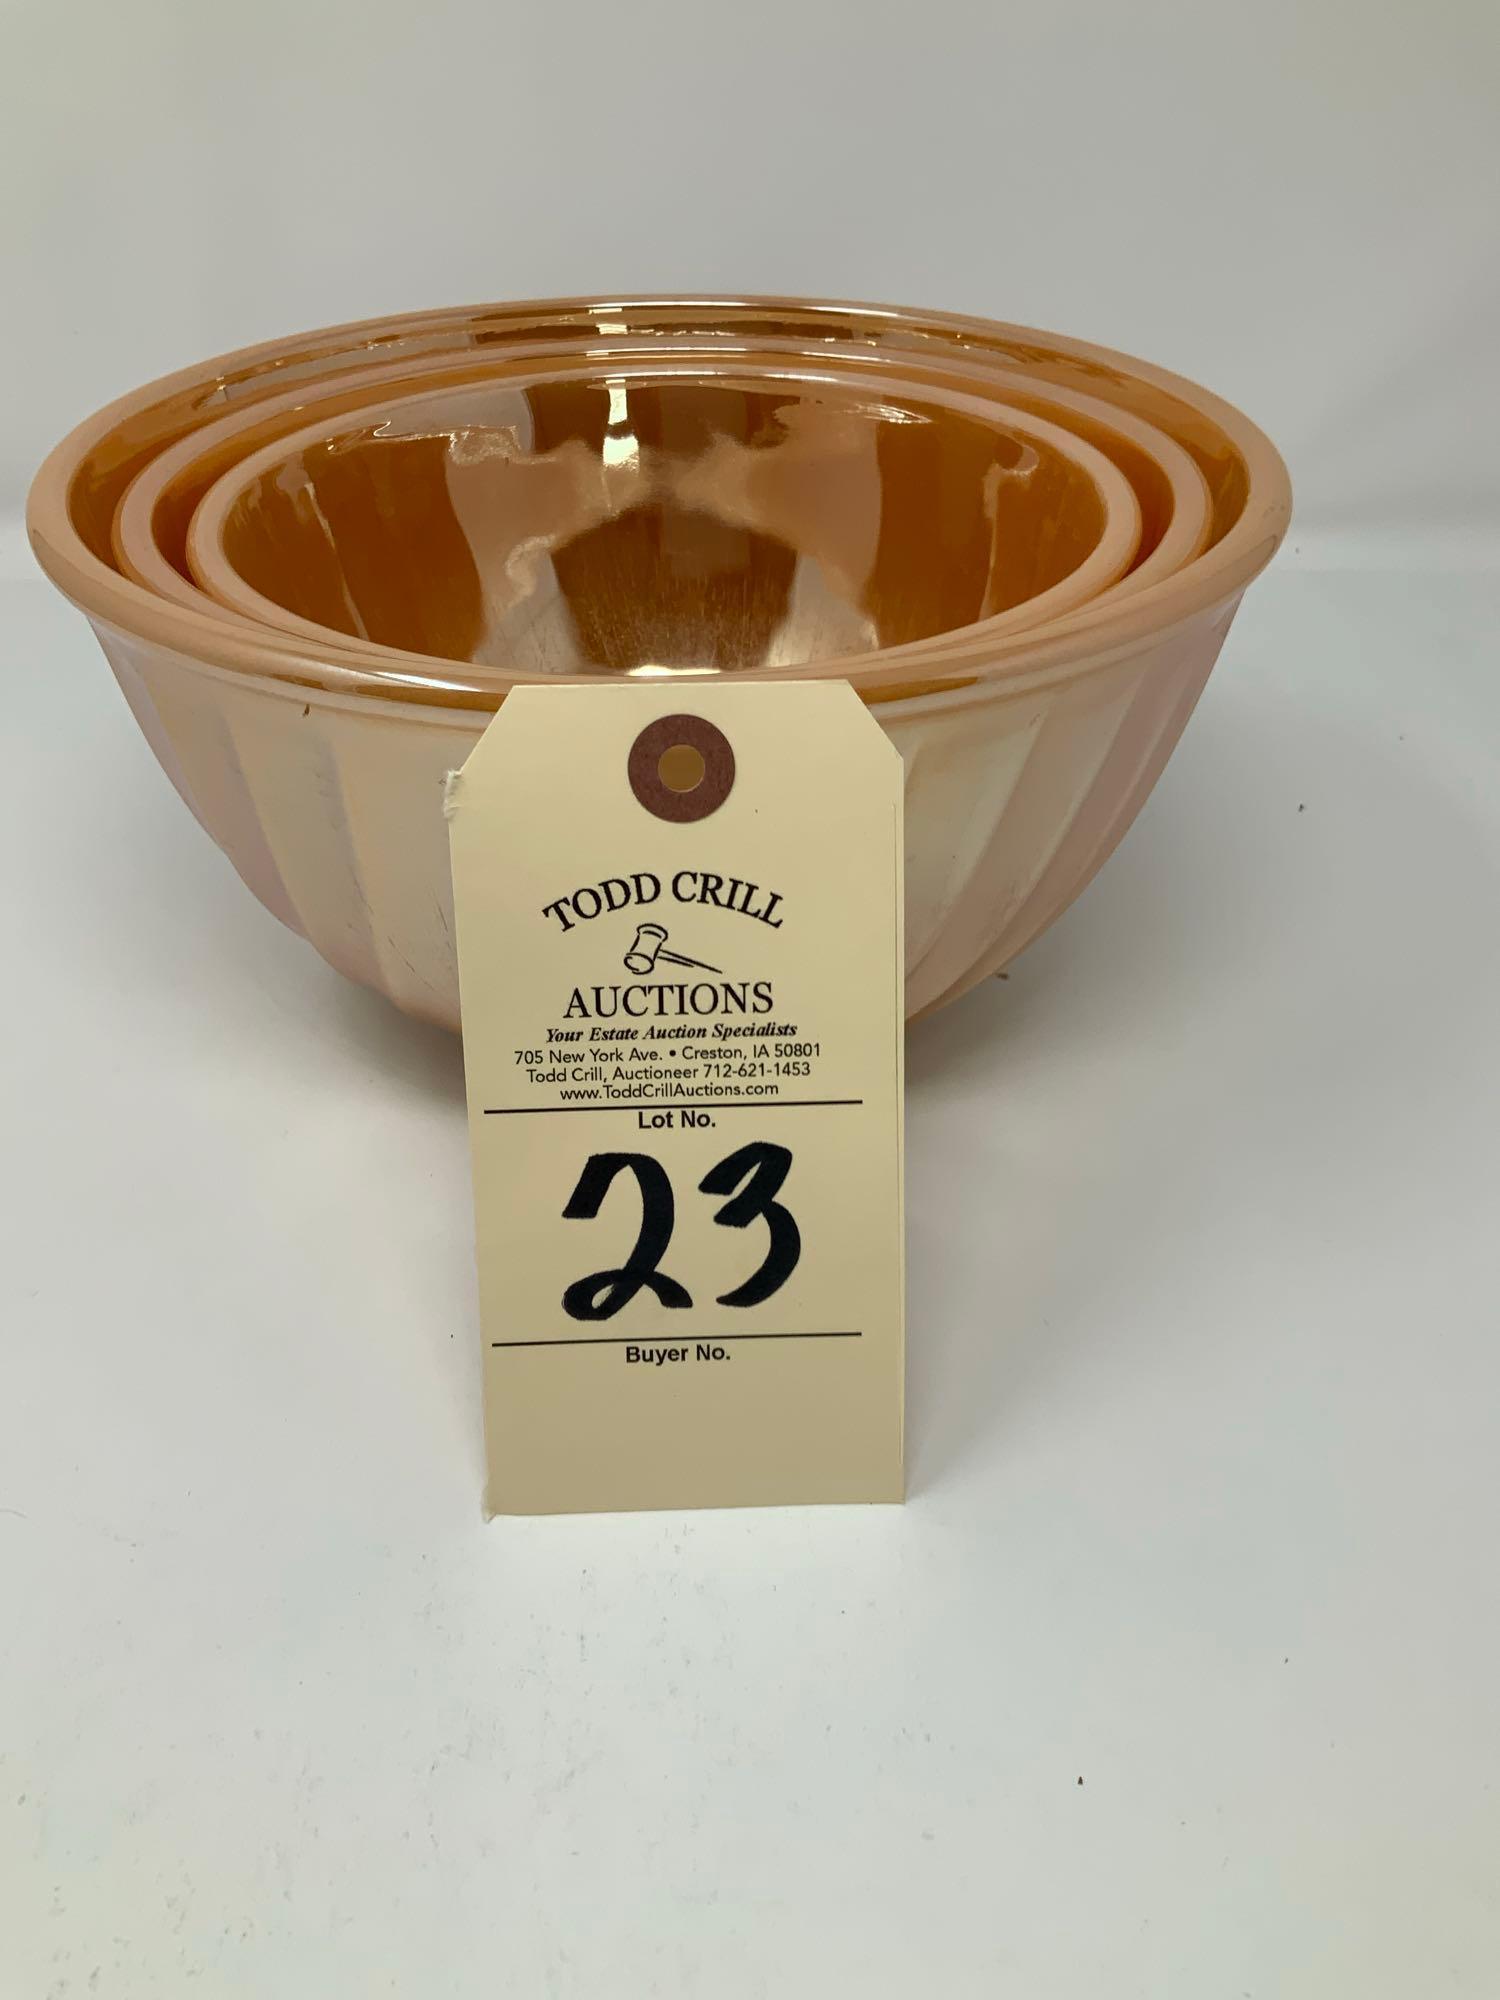 TODD CRILL
AUCTIONS
Your Estate Auction Specialists
705 New York Ave. • Creston, IA 50801
Todd Crill, Auctioneer 712-621-1453
www.ToddCrillAuctions.com
Lot No.
23
Buyer No.